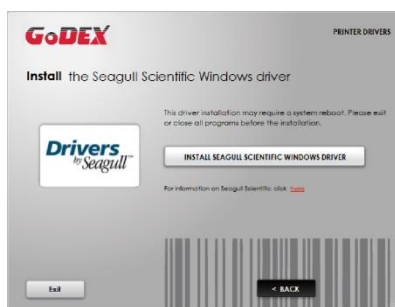 GoDEX
PRINTER DRIVERS
Install the Seagull Scientific Windows driver
This driver installation may require a system reboot. Please exit
or close all programs before the installation.
Drivers
by Seagull™
INSTALL SEAGULL SCIENTIFIC WINDOWS DRIVER
For information on Seagull Scientific, click here
Exit
< BACK